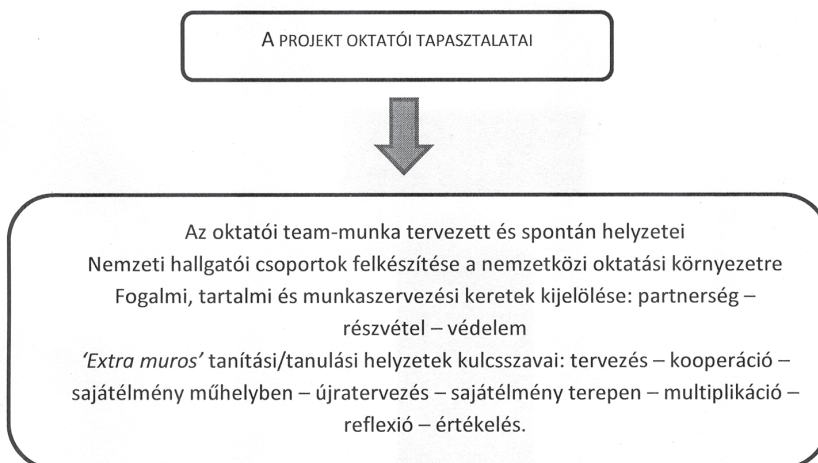 A PROJEKT OKTATÓI TAPASZTALATAI
Az oktatói team-munka tervezett és spontán helyzetei
Nemzeti hallgatói csoportok felkészítése a nemzetközi oktatási környezetre
Fogalmi, tartalmi és munkaszervezési keretek kijelölése: partnerség –
részvétel – védelem
'Extra muros' tanítási/tanulási helyzetek kulcsszavai: tervezés – kooperáció –
sajátélmény műhelyben – újratervezés – sajátélmény terepen – multiplikáció –
reflexió – értékelés.